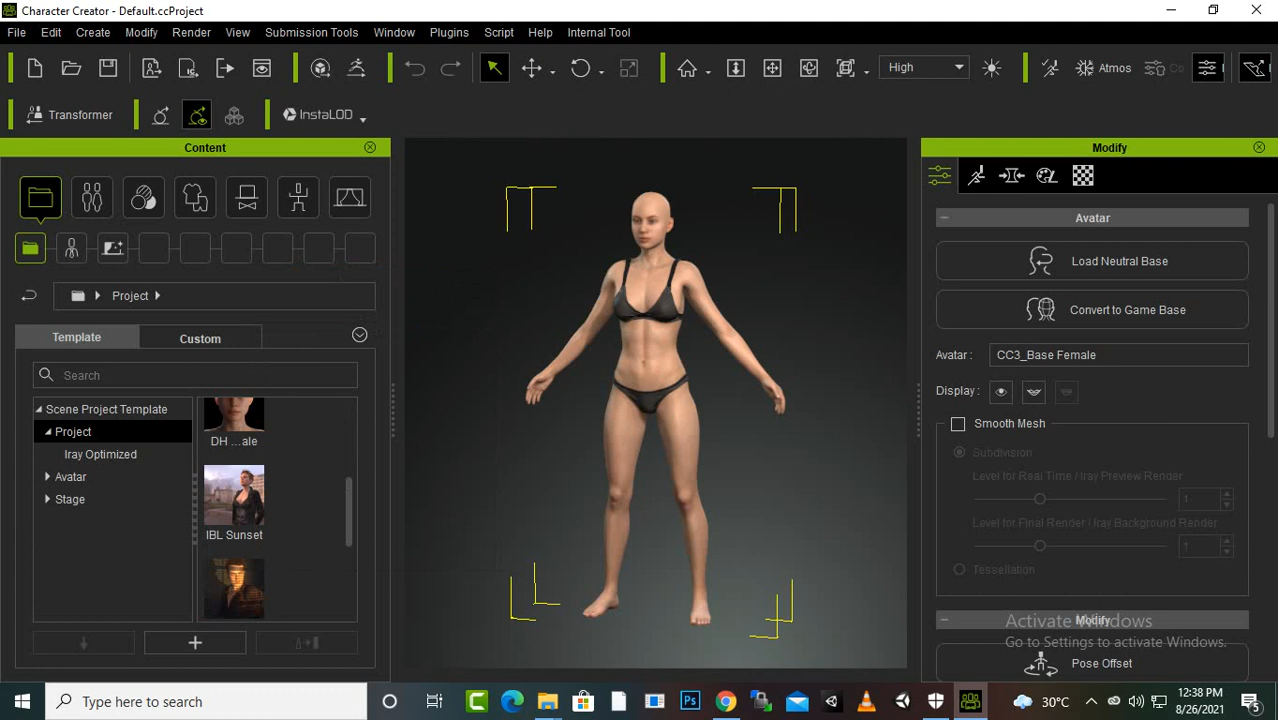 Character Creator - Default.ccProject
File Edit Create Modify Render View Submission Tools Window Plugins Script Help Internal Tool
High
Atmos
Transformer
InstaLOD
Content
Project
Template
Custom
Search
Scene Project Template
Project
Iray Optimized
Avatar
Stage
DH ...ale
IBL Sunset
Modify
Avatar
Load Neutral Base
Convert to Game Base
Avatar :
CC3_Base Female
Display :
Smooth Mesh
Subdivision
Level for Real Time / Iray Preview Render
1
Level for Final Render / Iray Background Render
1
Tessellation
Modify
Activate Windows
Go to Settings to activate Windows.
Pose Offset
Type here to search
Ps
30°C
12:38 PM
8/26/2021
5